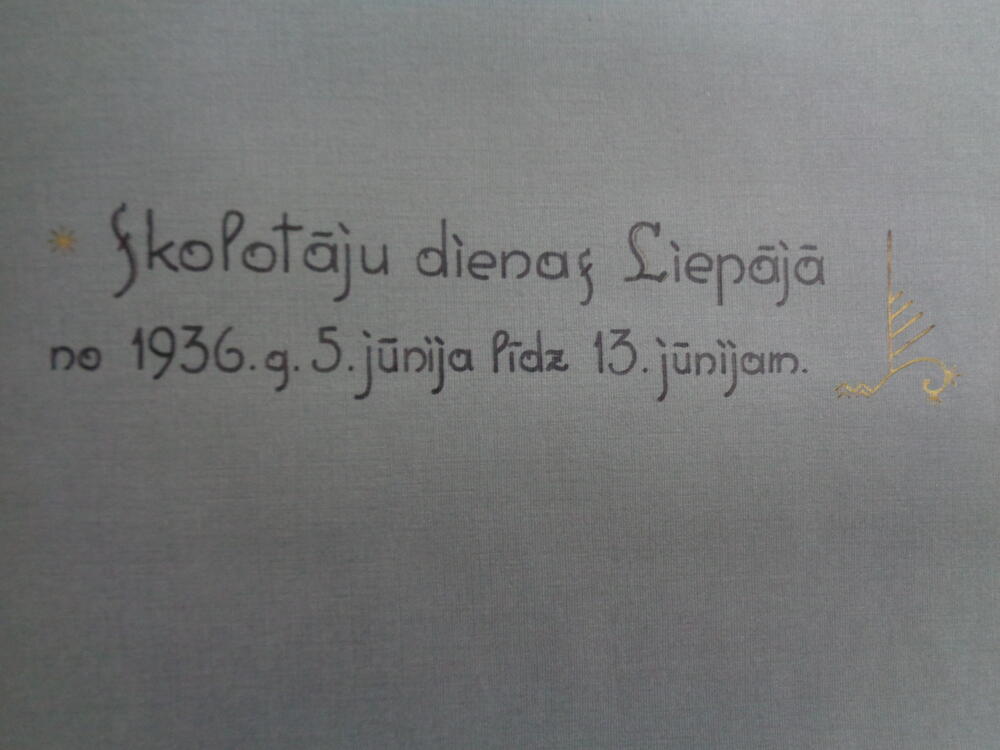 Skolotāju dienas Liepājā
no 1936. g. 5. jūnija līdz 13. jūnijam.